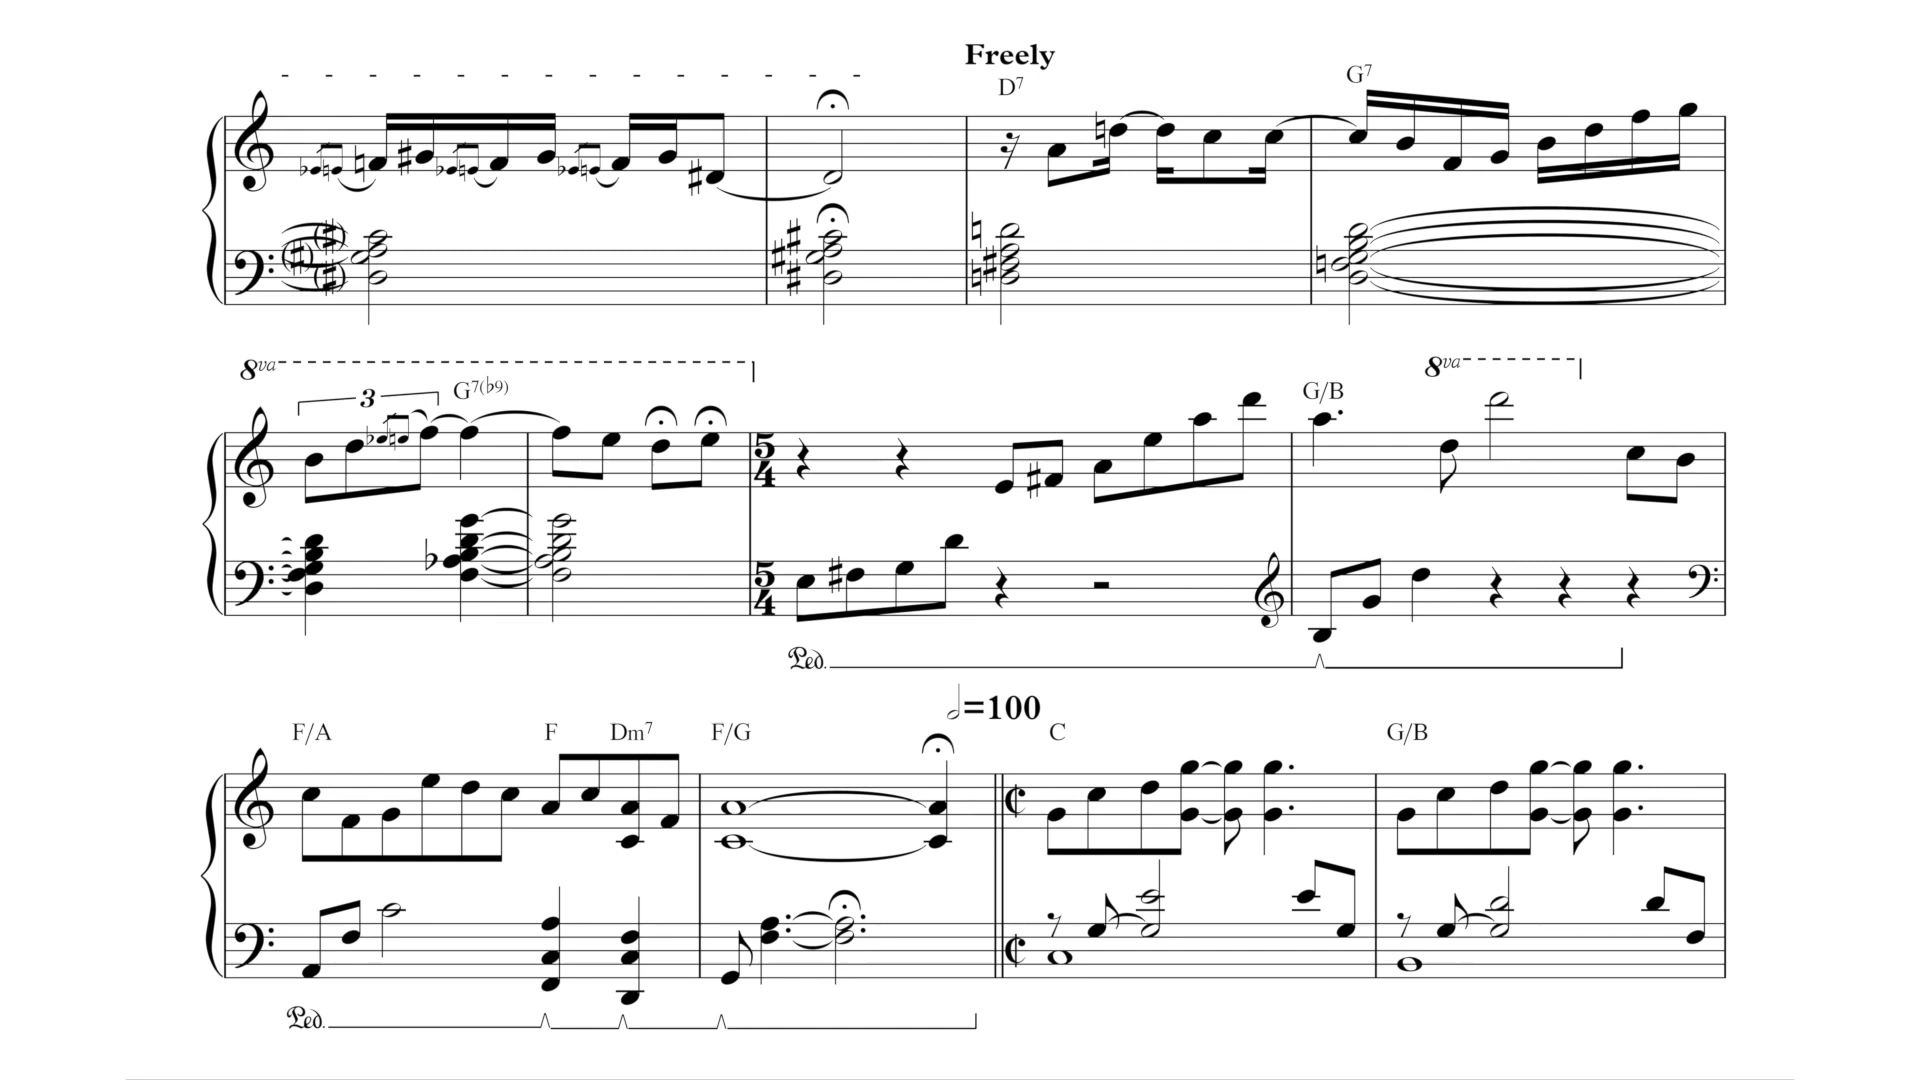 Freely
D7 G7
8va
3 G7(♭9) G/B 8va
5 4 5 4
Ped.
𝅗𝅥=100
F/A F Dm7 F/G C G/B
Ped.